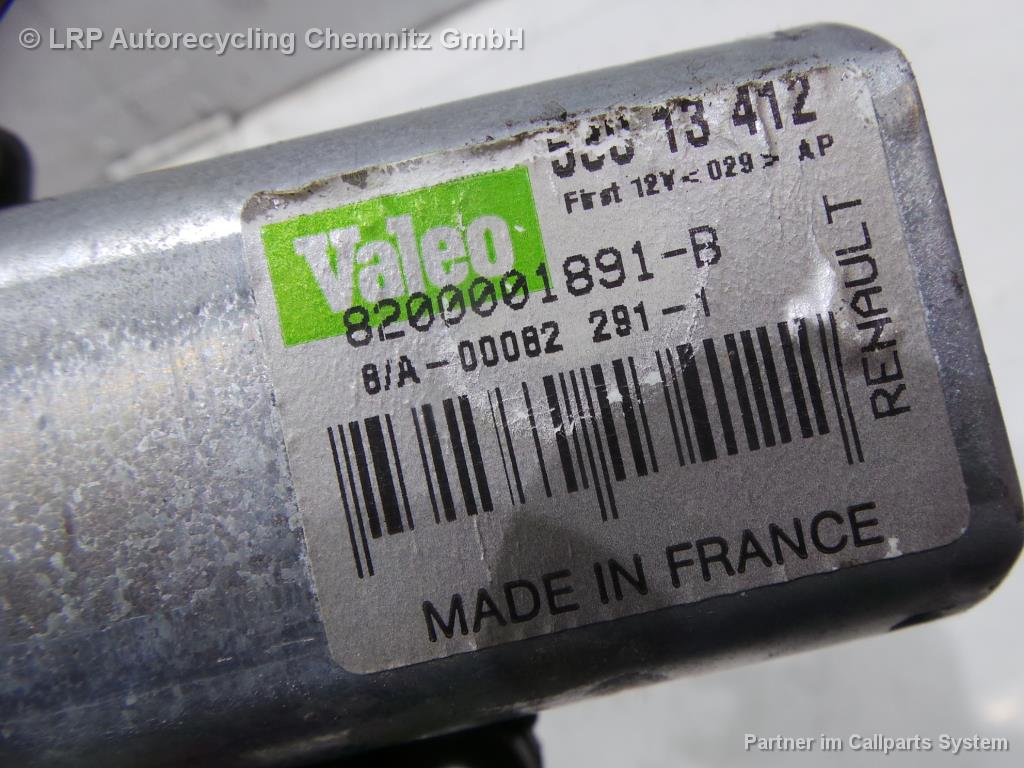 © LRP Autorecycling Chemnitz GmbH
13 412
First 12V < 029 > AP
Valeo
8200001891-B
8/A-00082 291-1
RENAULT
MADE IN FRANCE
Partner im Callparts System